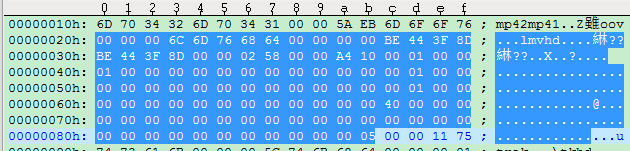 0 1 2 3 4 5 6 7 8 9 a b c d e f
00000010h: 6D 70 34 32 6D 70 34 31 00 00 5A EB 6D 6F 6F 76 ; mp42mp41..Z雖oov
00000020h: 00 00 00 6C 6D 76 68 64 00 00 00 00 BE 44 3F 8D ; ...lmvhd....綝??
00000030h: BE 44 3F 8D 00 00 02 58 00 00 A4 10 00 01 00 00 ; 綝??..X..?....
00000040h: 01 00 00 00 00 00 00 00 00 00 00 00 00 01 00 00 ; ................
00000050h: 00 00 00 00 00 00 00 00 00 00 00 00 00 01 00 00 ; ................
00000060h: 00 00 00 00 00 00 00 00 00 00 00 00 40 00 00 00 ; ............@...
00000070h: 00 00 00 00 00 00 00 00 00 00 00 00 00 00 00 00 ; ................
00000080h: 00 00 00 00 00 00 00 00 00 00 00 05 00 00 11 75 ; ...............u